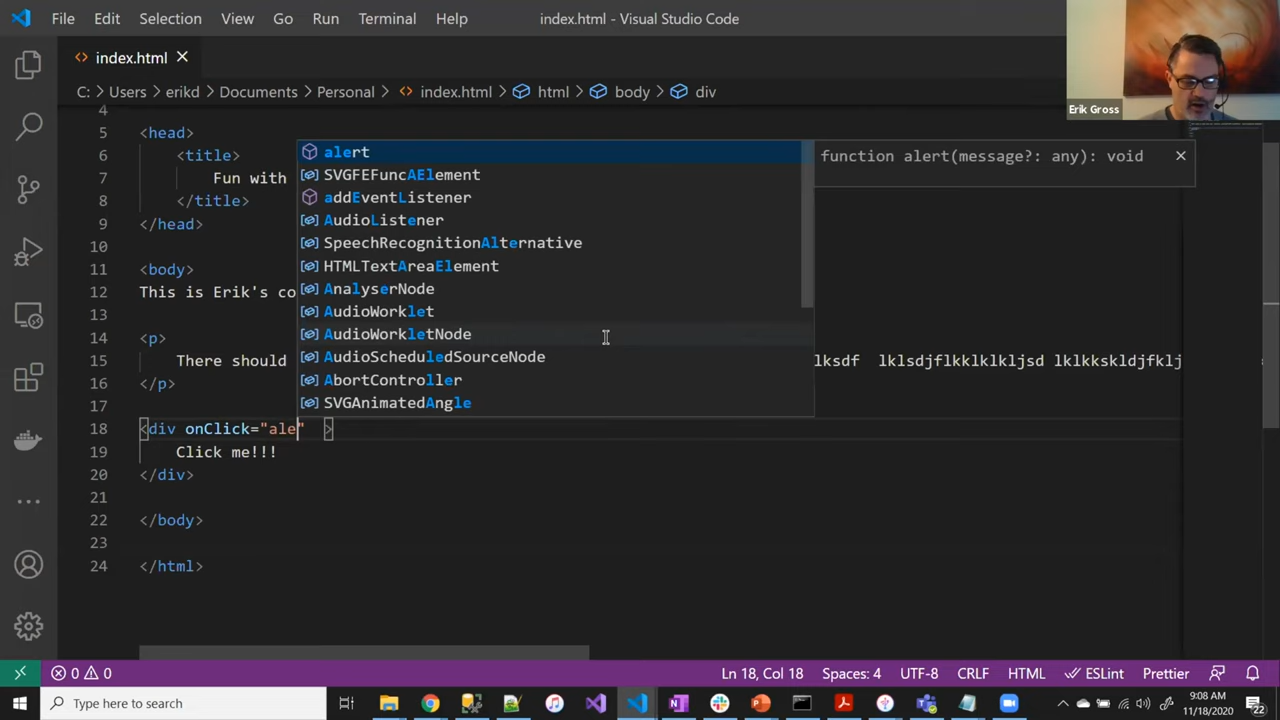 File Edit Selection View Go Run Terminal Help index.html - Visual Studio Code
index.html
C: Users erikd Documents Personal index.html html body div
Erik Gross
4
5 <head>
6 <title>
7 Fun with
8 </title>
9 </head>
10
11 <body>
12 This is Erik's co
13
14 <p>
15 There should lksdf lklsdjflkklklkljsd lklkkskldjfklj
16 </p>
17
18 <div onClick="ale" >
19 Click me!!!
20 </div>
21
22 </body>
23
24 </html>
alert
SVGFEFuncAElement
addEventListener
AudioListener
SpeechRecognitionAlternative
HTMLTextAreaElement
AnalyserNode
AudioWorklet
AudioWorkletNode
AudioScheduledSourceNode
AbortController
SVGAnimatedAngle
function alert(message?: any): void
0 0 Ln 18, Col 18 Spaces: 4 UTF-8 CRLF HTML ESLint Prettier
Type here to search
9:08 AM
11/18/2020
22